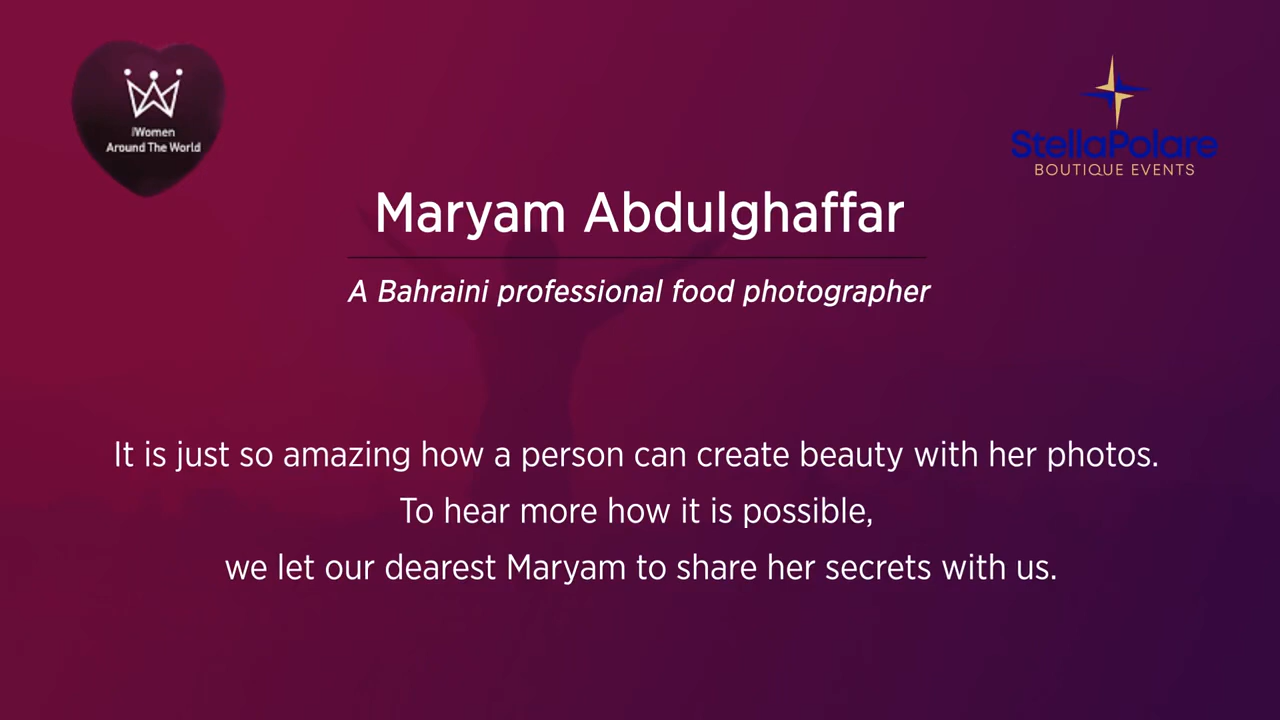 Women
Around The World
StellaPolare
BOUTIQUE EVENTS
Maryam Abdulghaffar
A Bahraini professional food photographer
It is just so amazing how a person can create beauty with her photos.
To hear more how it is possible,
we let our dearest Maryam to share her secrets with us.